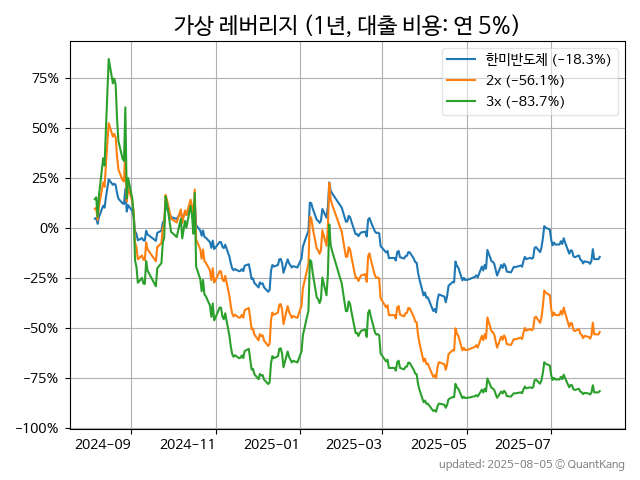 가상 레버리지 (1년, 대출 비용: 연 5%)
한미반도체 (−18.3%)
2x (−56.1%)
3x (−83.7%)
75%
50%
25%
0%
−25%
−50%
−75%
−100%
2024-09 2024-11 2025-01 2025-03 2025-05 2025-07
updated: 2025-08-05 © QuantKang